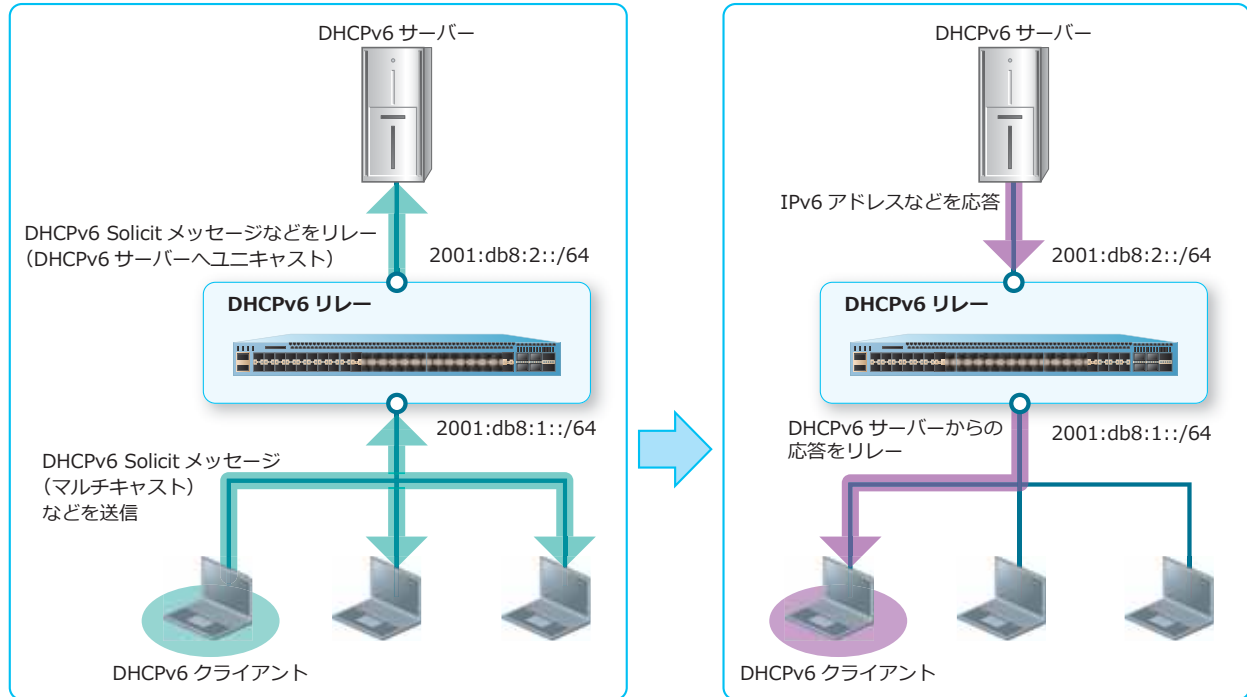 DHCPv6 サーバー
DHCPv6 Solicit メッセージなどをリレー
（DHCPv6 サーバーへユニキャスト）
2001:db8:2::/64
DHCPv6 リレー
2001:db8:1::/64
DHCPv6 Solicit メッセージ
（マルチキャスト）
などを送信
DHCPv6 クライアント
DHCPv6 サーバー
IPv6 アドレスなどを応答
2001:db8:2::/64
DHCPv6 リレー
DHCPv6 サーバーからの
応答をリレー
2001:db8:1::/64
DHCPv6 クライアント